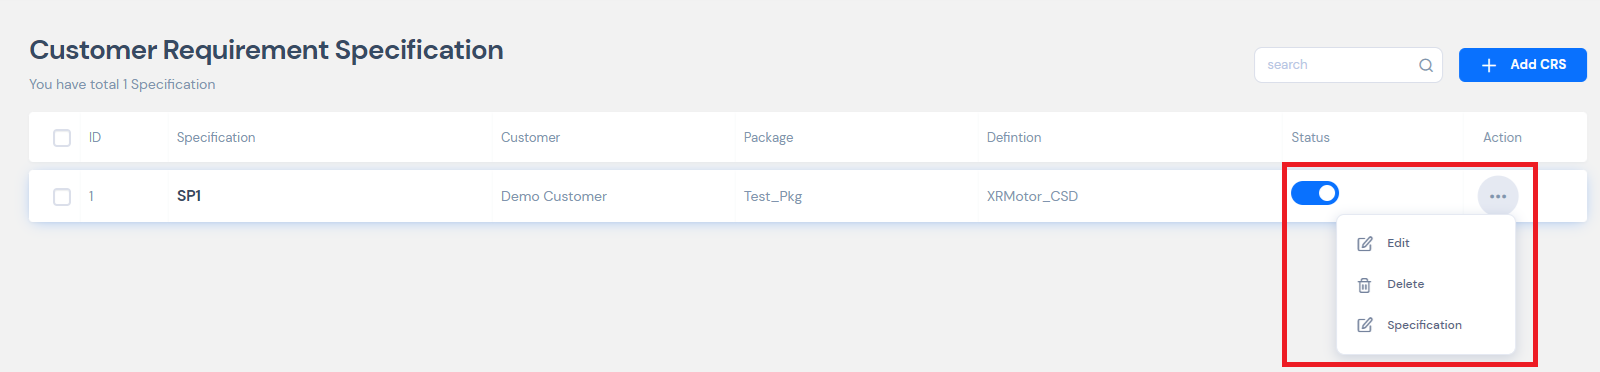 Customer Requirement Specification
You have total 1 Specification
search
Add CRS
ID Specification Customer Package Defintion Status Action
1 SP1 Demo Customer Test_Pkg XRMotor_CSD
Edit
Delete
Specification